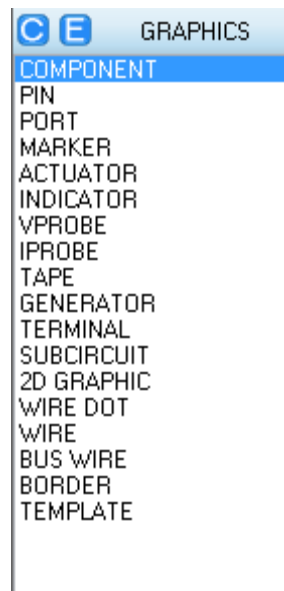 C E GRAPHICS
COMPONENT
PIN
PORT
MARKER
ACTUATOR
INDICATOR
VPROBE
IPROBE
TAPE
GENERATOR
TERMINAL
SUBCIRCUIT
2D GRAPHIC
WIRE DOT
WIRE
BUS WIRE
BORDER
TEMPLATE